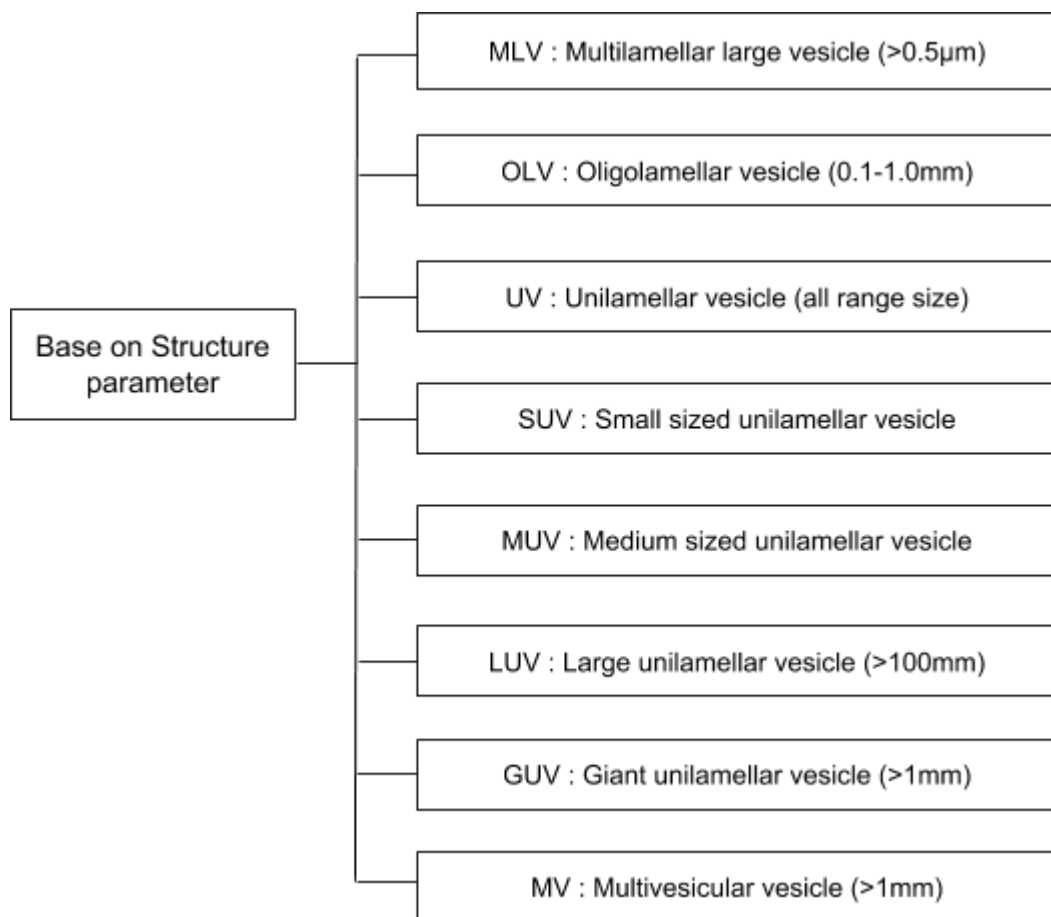 MLV : Multilamellar large vesicle (>0.5µm)
OLV : Oligolamellar vesicle (0.1-1.0mm)
UV : Unilamellar vesicle (all range size)
Base on Structure
parameter
SUV : Small sized unilamellar vesicle
MUV : Medium sized unilamellar vesicle
LUV : Large unilamellar vesicle (>100mm)
GUV : Giant unilamellar vesicle (>1mm)
MV : Multivesicular vesicle (>1mm)